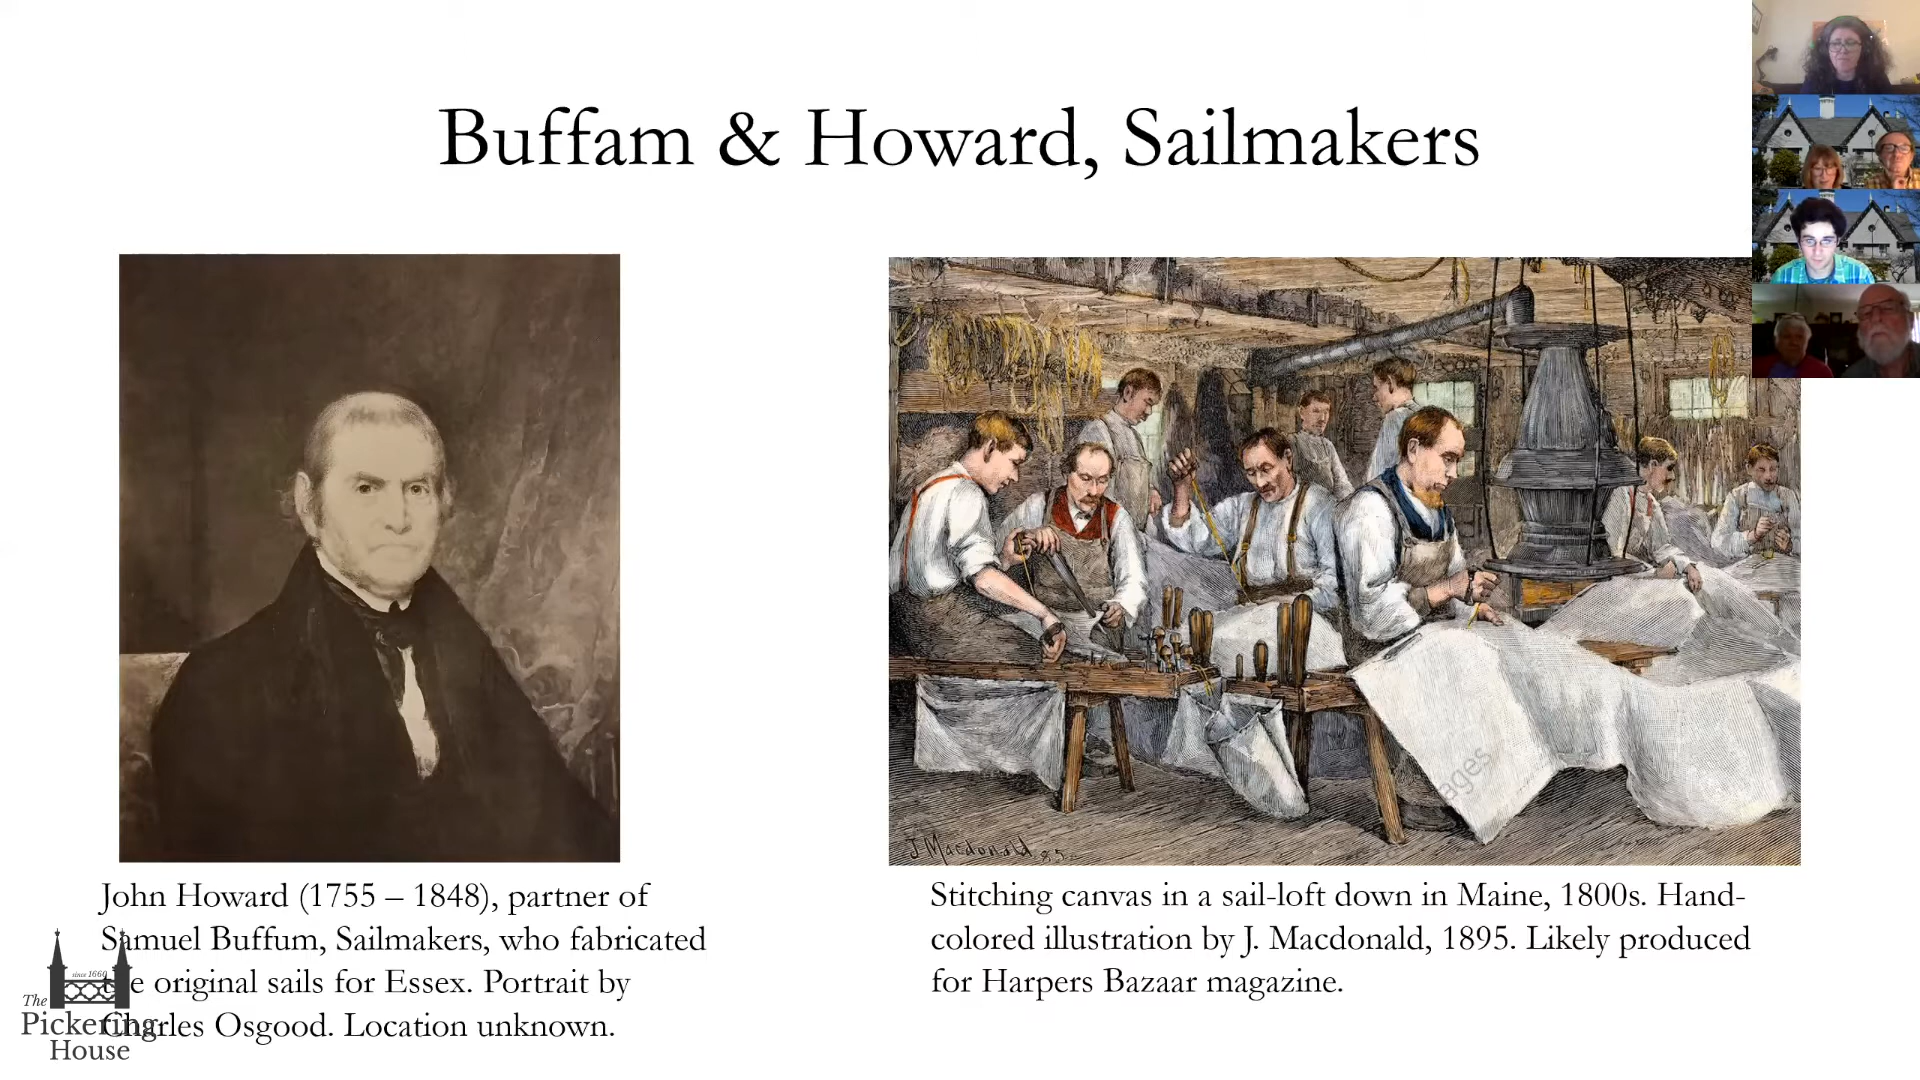 Buffam & Howard, Sailmakers
J Macdonald 85
ages
John Howard (1755 – 1848), partner of
Samuel Buffum, Sailmakers, who fabricated
the original sails for Essex. Portrait by
Charles Osgood. Location unknown.
Stitching canvas in a sail-loft down in Maine, 1800s. Hand-
colored illustration by J. Macdonald, 1895. Likely produced
for Harpers Bazaar magazine.
since 1660
The
Pickering
House